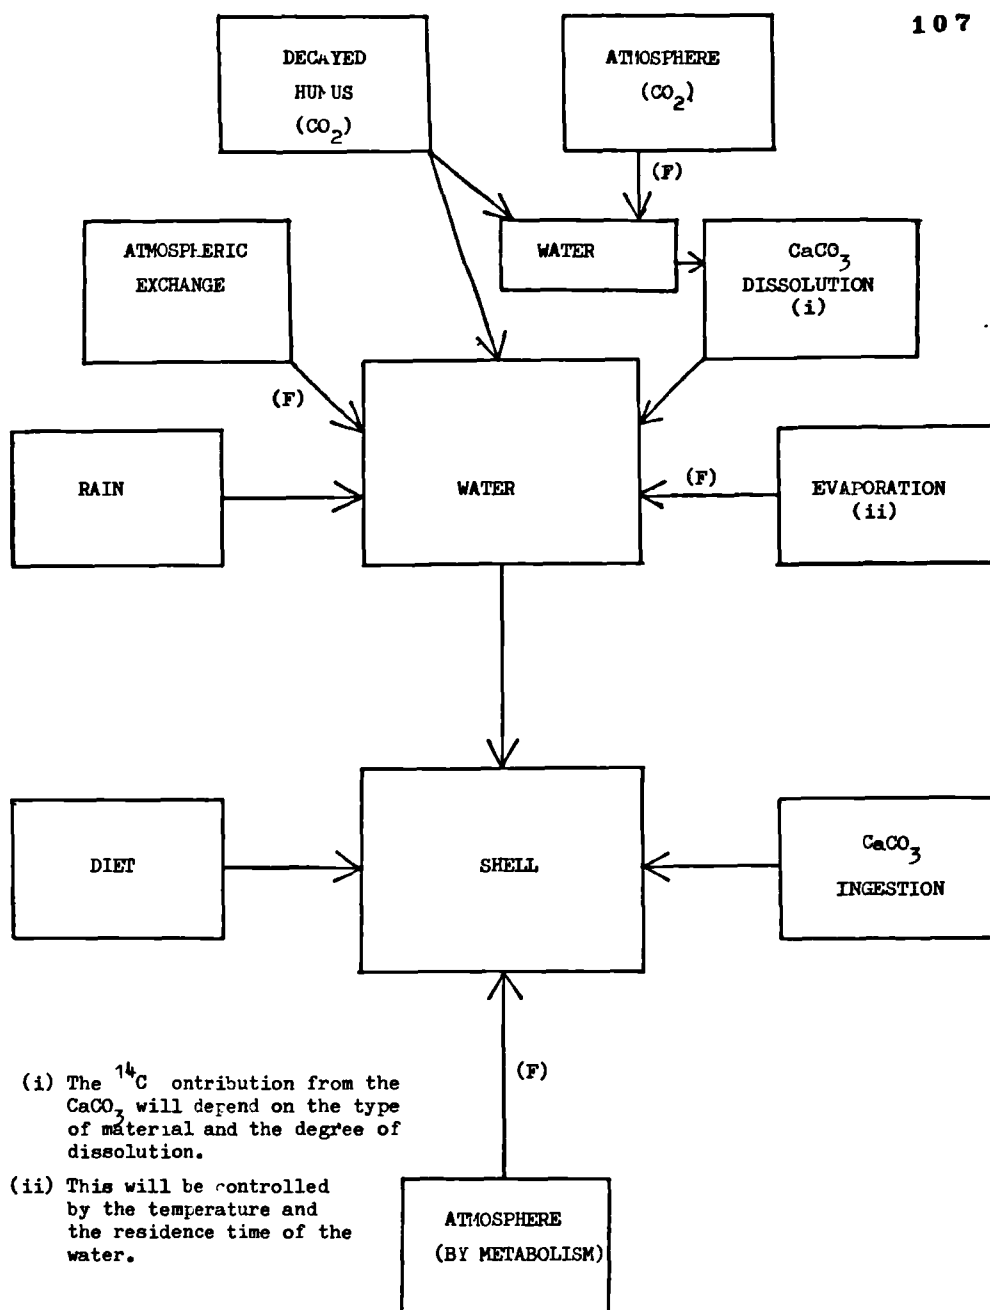 107
DECAYED
HUMUS
(CO2)
ATMOSPHERE
(CO2)
(F)
ATMOSPHERIC
EXCHANGE
WATER
CaCO3
DISSOLUTION
(i)
(F)
RAIN
WATER
(F)
EVAPORATION
(ii)
DIET
SHELL
CaCO3
INGESTION
(F)
(i) The 14C ontribution from the
CaCO3 will depend on the type
of material and the degree of
dissolution.
(ii) This will be controlled
by the temperature and
the residence time of the
water.
ATMOSPHERE
(BY METABOLISM)